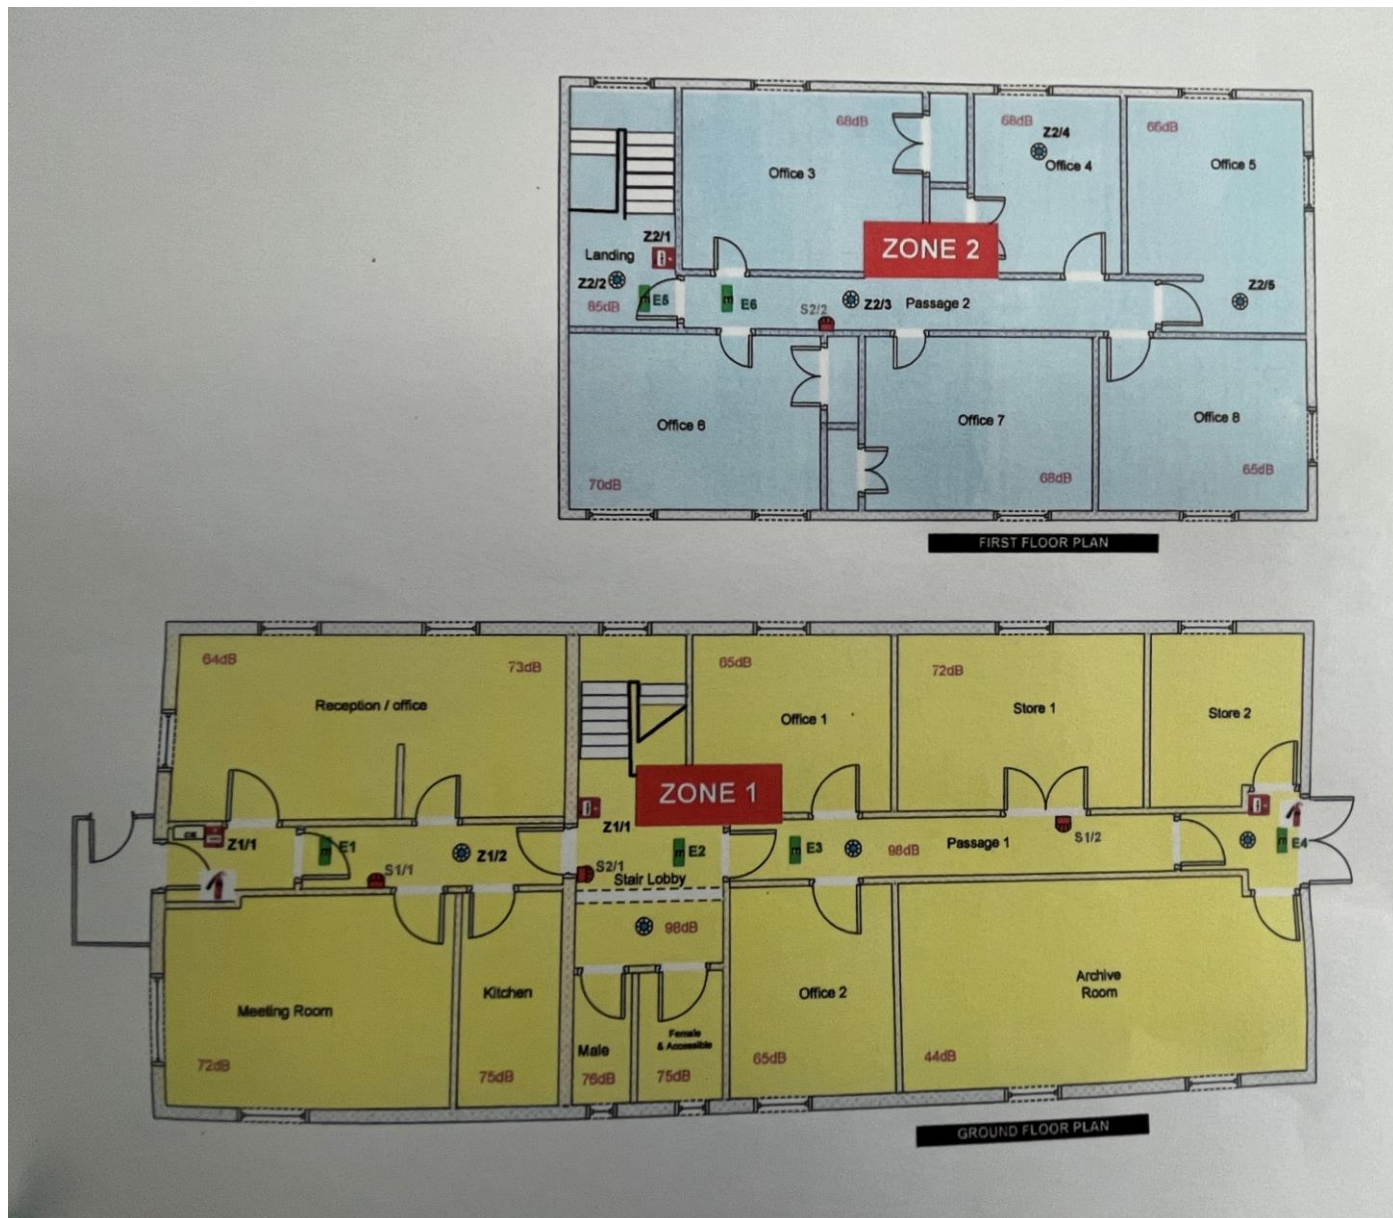 68dB
68dB
Z2/4
66dB
Office 3
Office 4
Office 5
Z2/1
ZONE 2
Landing
Z2/2
E5
E6
Z2/3
Passage 2
Z2/5
85dB
S2/2
Office 6
Office 7
Office 8
70dB
68dB
65dB
FIRST FLOOR PLAN
64dB
73dB
65dB
72dB
Reception / office
Office 1
Store 1
Store 2
ZONE 1
Z1/1
Z1/1
E1
Z1/2
E2
E3
98dB
Passage 1
S1/2
E4
S1/1
S2/1
Stair Lobby
98dB
Meeting Room
Kitchen
Office 2
Archive
Room
Male
Female
& Accessible
72dB
75dB
76dB
75dB
65dB
44dB
GROUND FLOOR PLAN